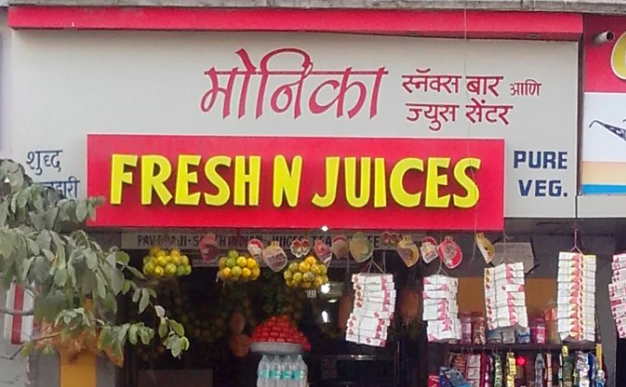 मोनिका
स्नॅक्स बार आणि
ज्युस सेंटर
शुध्द
FRESH N JUICES
PURE
VEG.